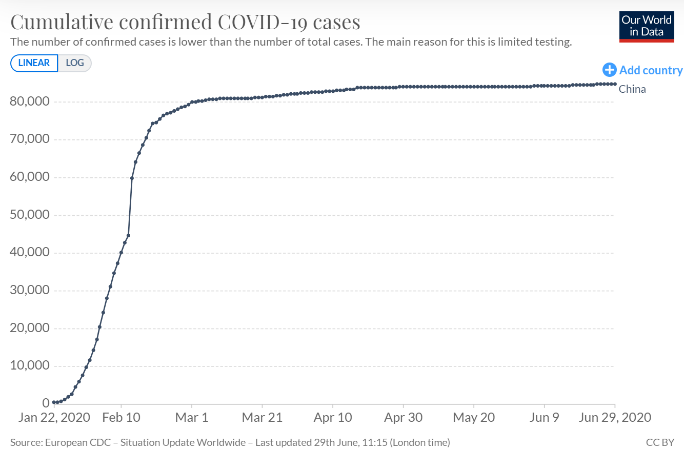 Cumulative confirmed COVID-19 cases
The number of confirmed cases is lower than the number of total cases. The main reason for this is limited testing.
Our World
in Data
LINEAR LOG
Add country
China
80,000
70,000
60,000
50,000
40,000
30,000
20,000
10,000
0
Jan 22, 2020 Feb 10 Mar 1 Mar 21 Apr 10 Apr 30 May 20 Jun 9 Jun 29, 2020
Source: European CDC – Situation Update Worldwide – Last updated 29th June, 11:15 (London time) CC BY